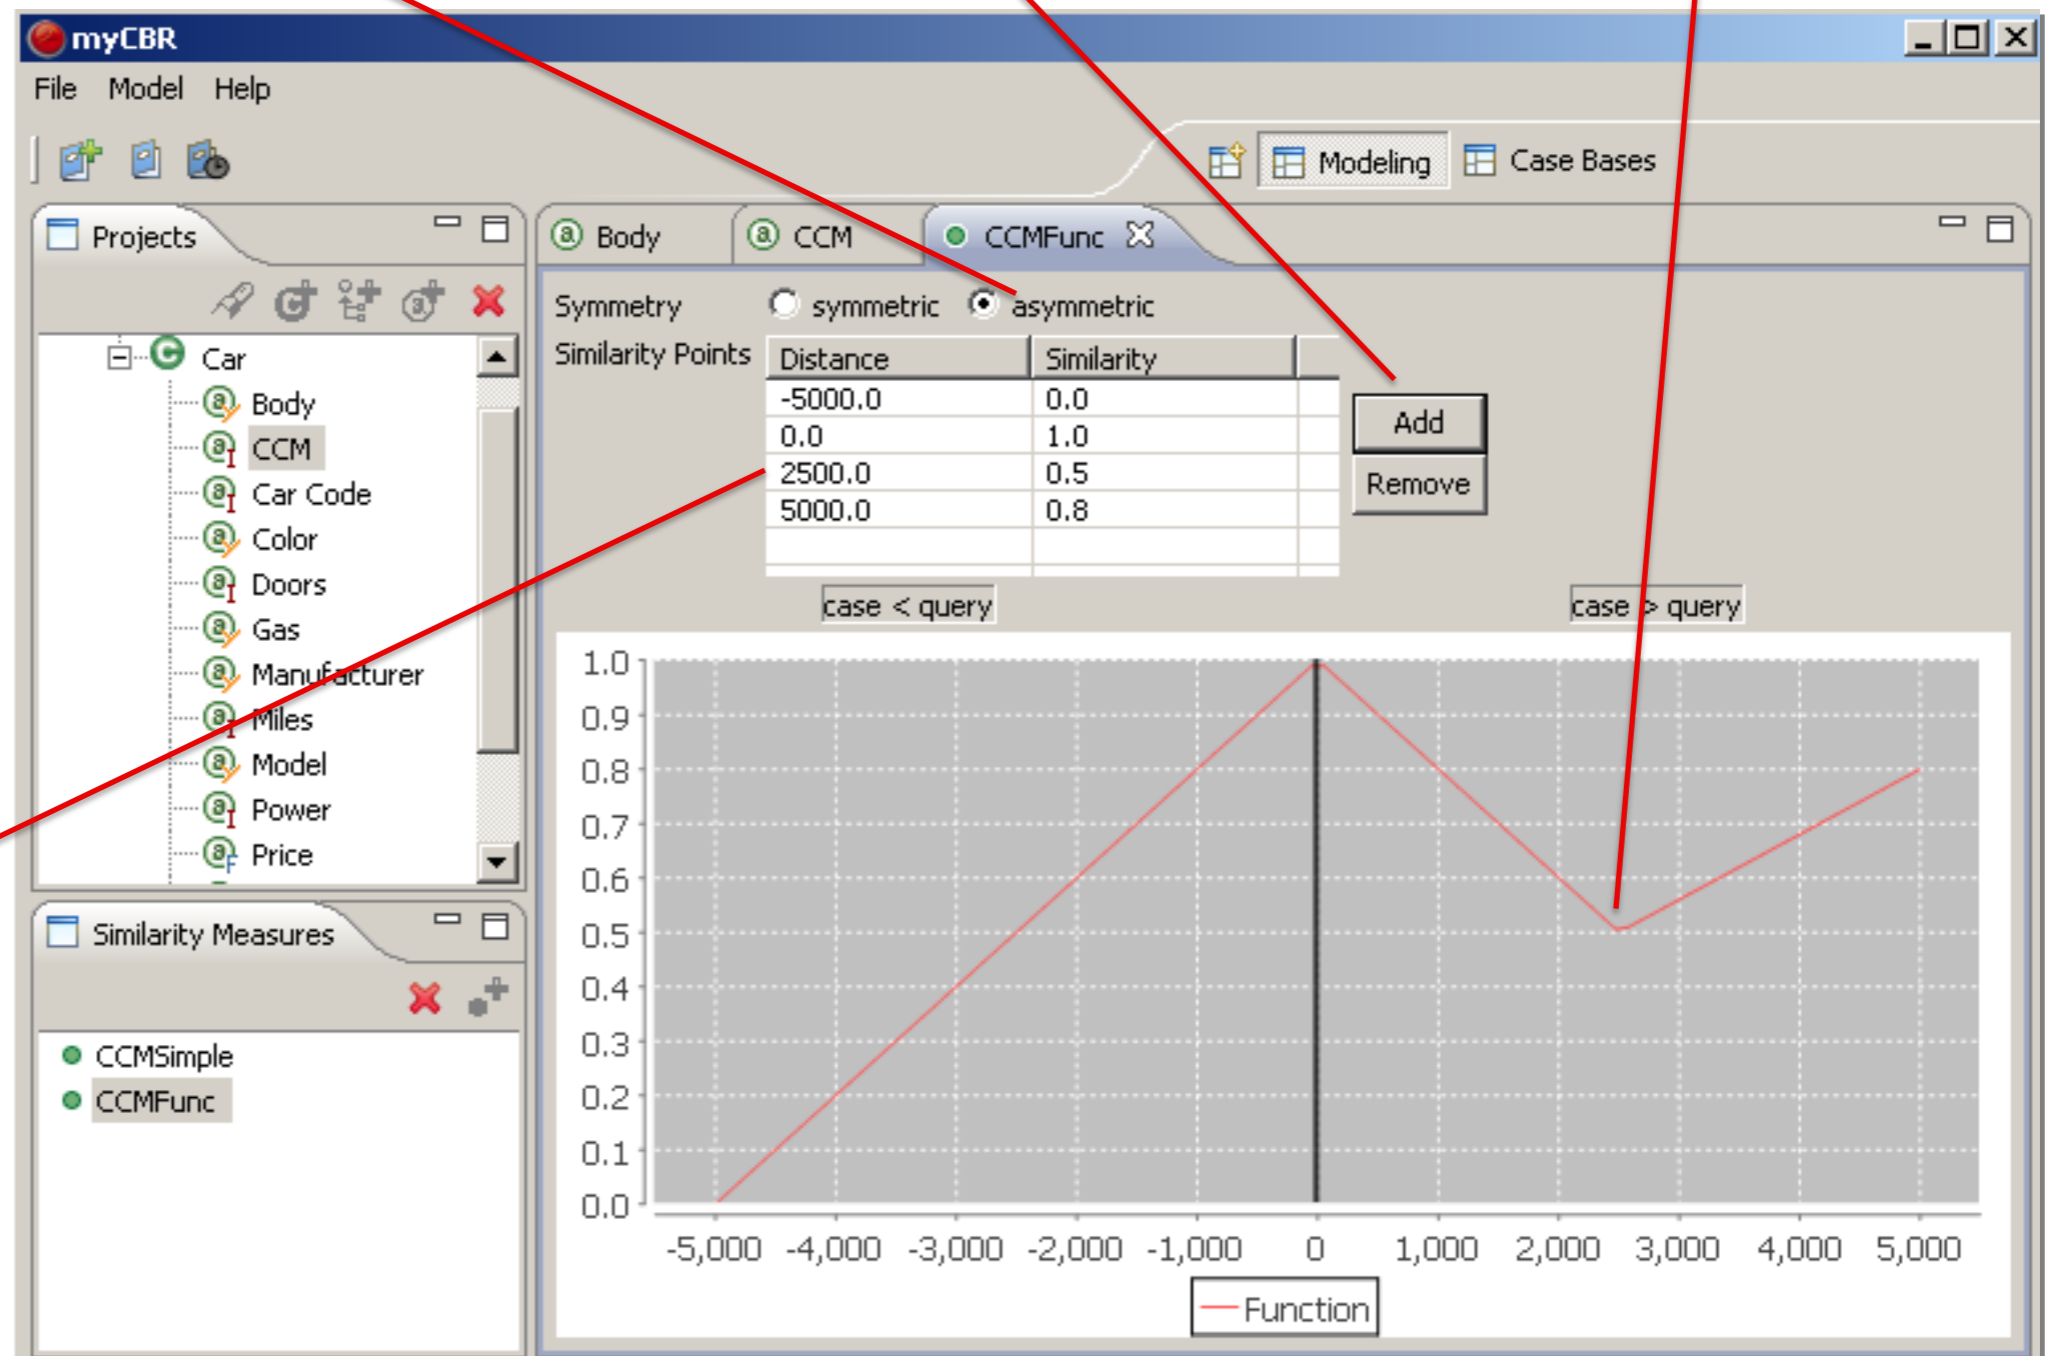 myCBR
File Model Help
Modeling Case Bases
Projects
Car
Body
CCM
Car Code
Color
Doors
Gas
Manufacturer
Miles
Model
Power
Price
Similarity Measures
CCMSimple
CCMFunc
Body CCM CCMFunc
Symmetry symmetric asymmetric
Similarity Points Distance Similarity
-5000.0 0.0
0.0 1.0
2500.0 0.5
5000.0 0.8
Add
Remove
case < query case > query
1.0
0.9
0.8
0.7
0.6
0.5
0.4
0.3
0.2
0.1
0.0
-5,000 -4,000 -3,000 -2,000 -1,000 0 1,000 2,000 3,000 4,000 5,000
Function